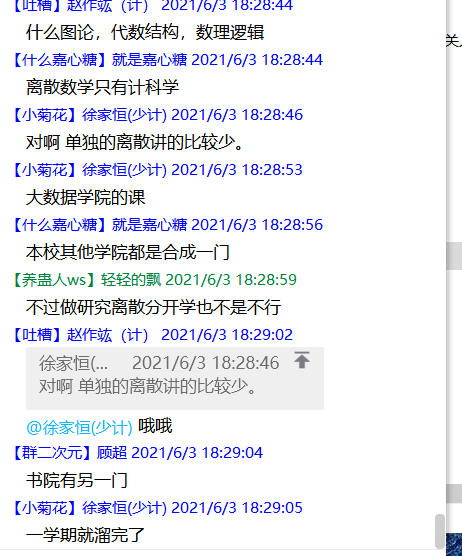 【吐槽】赵作竑（计） 2021/6/3 18:28:44
什么图论，代数结构，数理逻辑
【什么嘉心糖】就是嘉心糖 2021/6/3 18:28:44
离散数学只有计科学
【小菊花】徐家恒(少计) 2021/6/3 18:28:46
对啊 单独的离散讲的比较少。
【小菊花】徐家恒(少计) 2021/6/3 18:28:53
大数据学院的课
【什么嘉心糖】就是嘉心糖 2021/6/3 18:28:56
本校其他学院都是合成一门
【养蛊人ws】轻轻的飘 2021/6/3 18:28:59
不过做研究离散分开学也不是不行
【吐槽】赵作竑（计） 2021/6/3 18:29:02
徐家恒(... 2021/6/3 18:28:46
对啊 单独的离散讲的比较少。
@徐家恒(少计) 哦哦
【群二次元】顾超 2021/6/3 18:29:04
书院有另一门
【小菊花】徐家恒(少计) 2021/6/3 18:29:05
一学期就溜完了